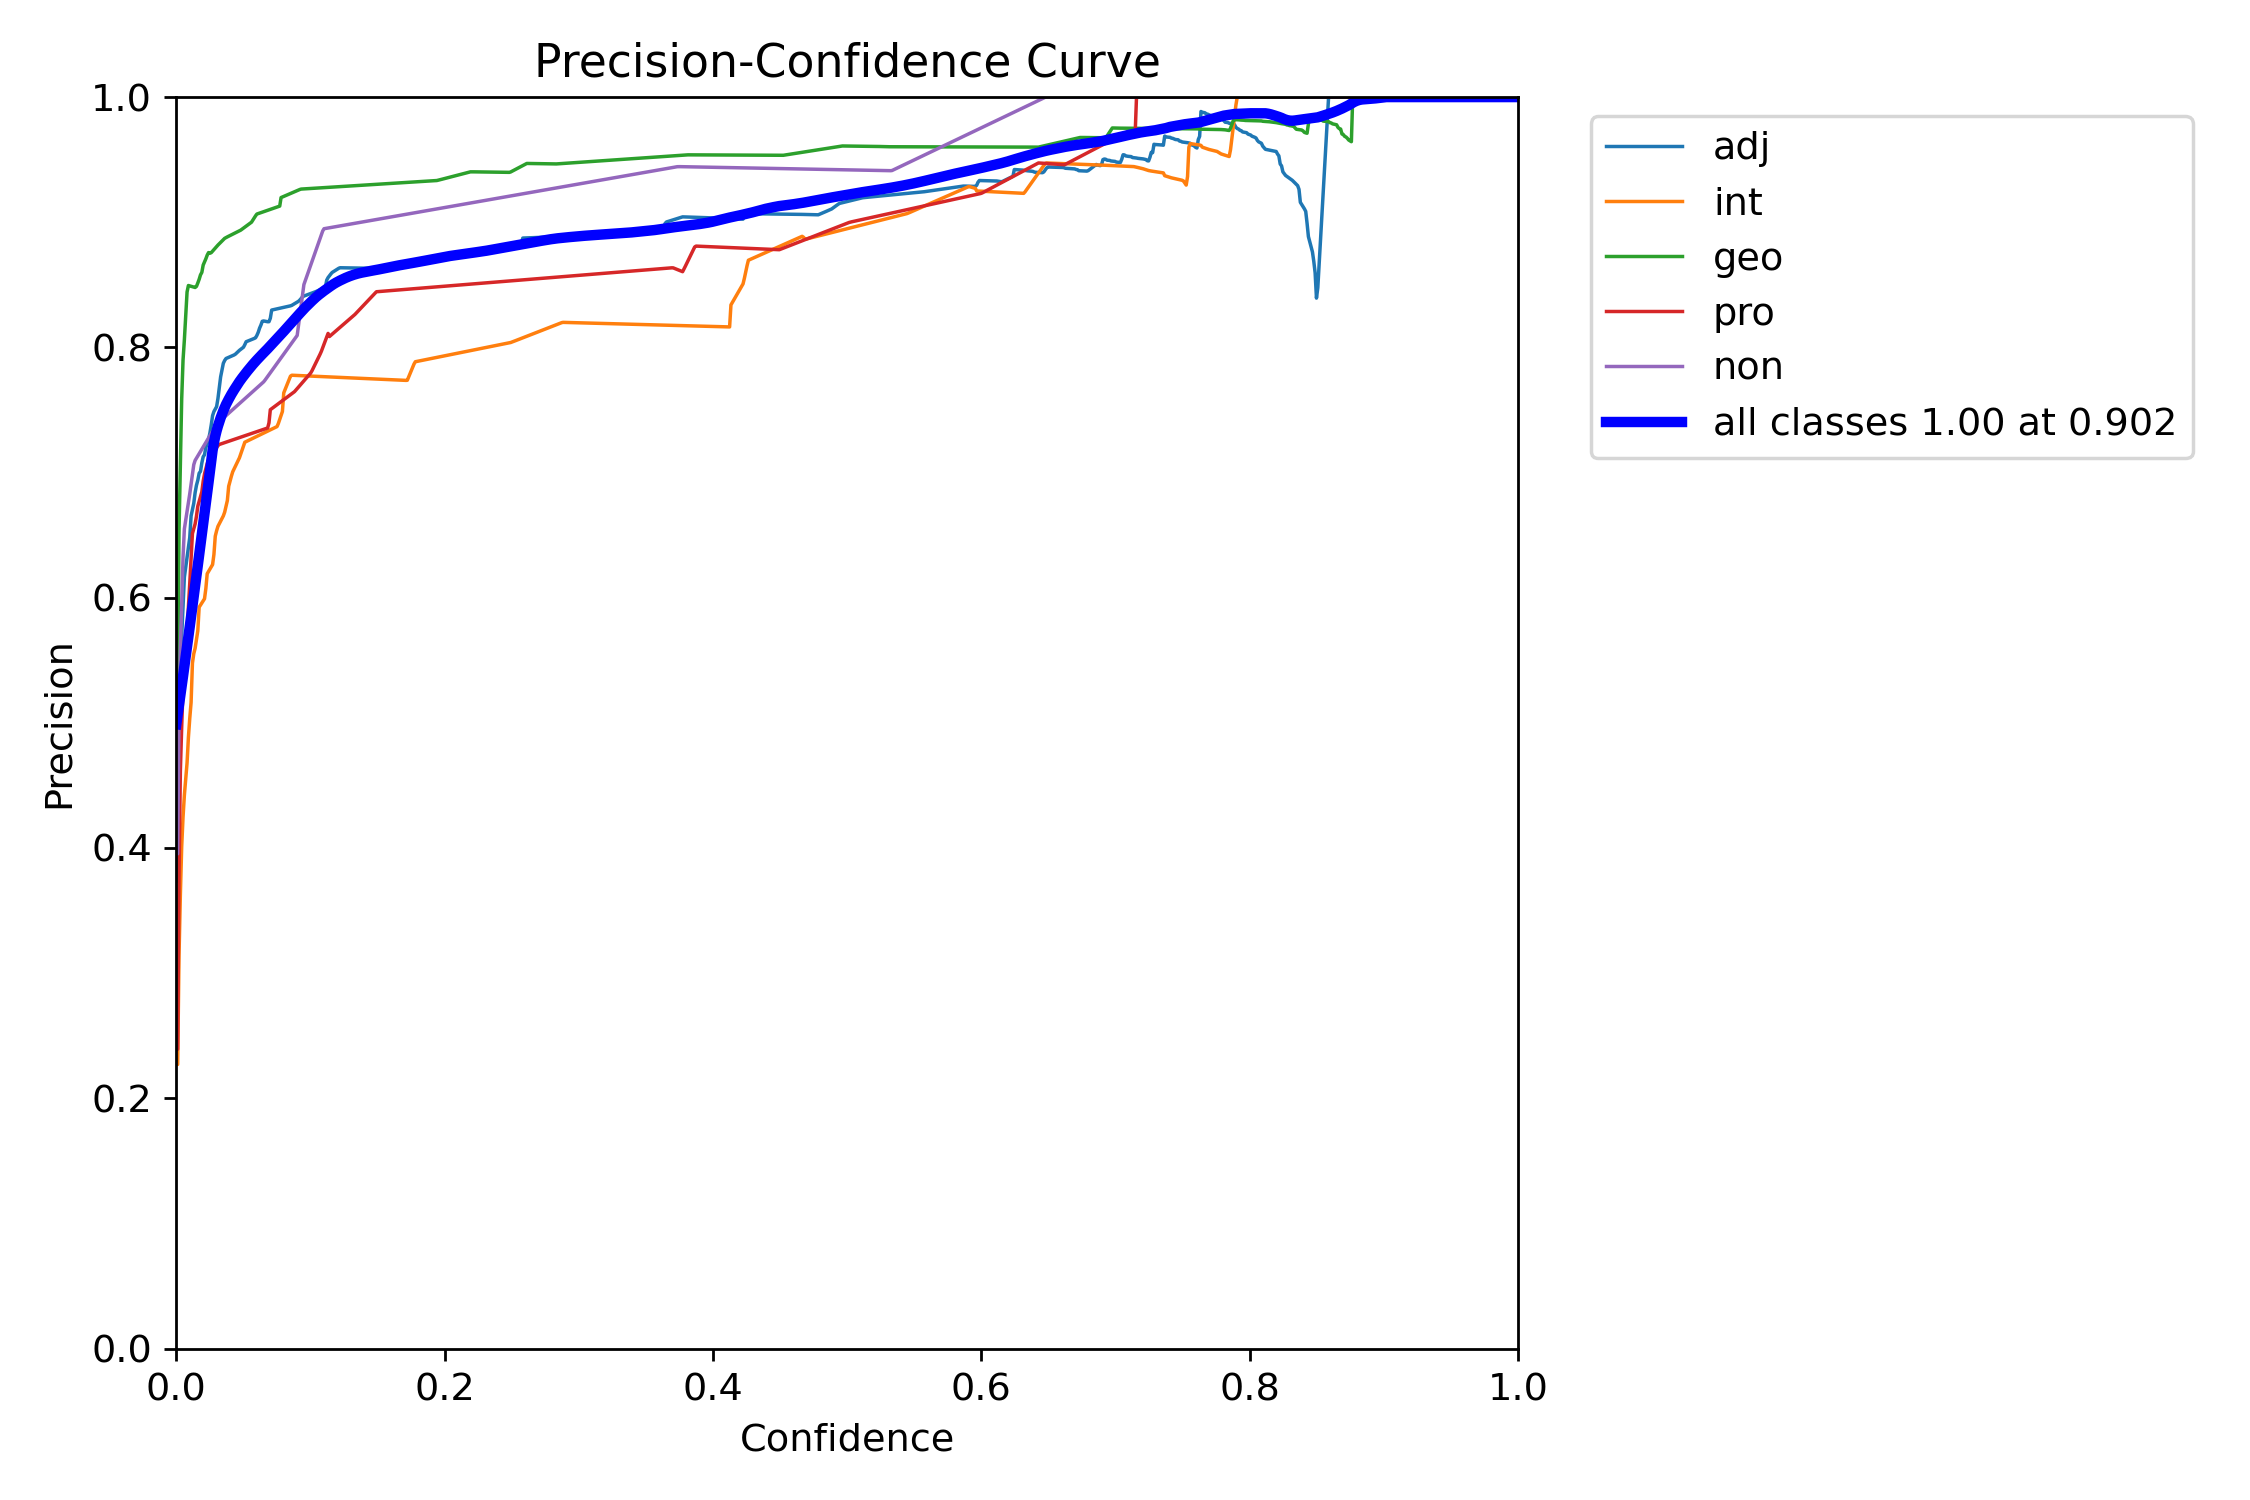 Precision-Confidence Curve
1.0
0.8
0.6
0.4
0.2
0.0
Precision
0.0 0.2 0.4 0.6 0.8 1.0
Confidence
adj
int
geo
pro
non
all classes 1.00 at 0.902